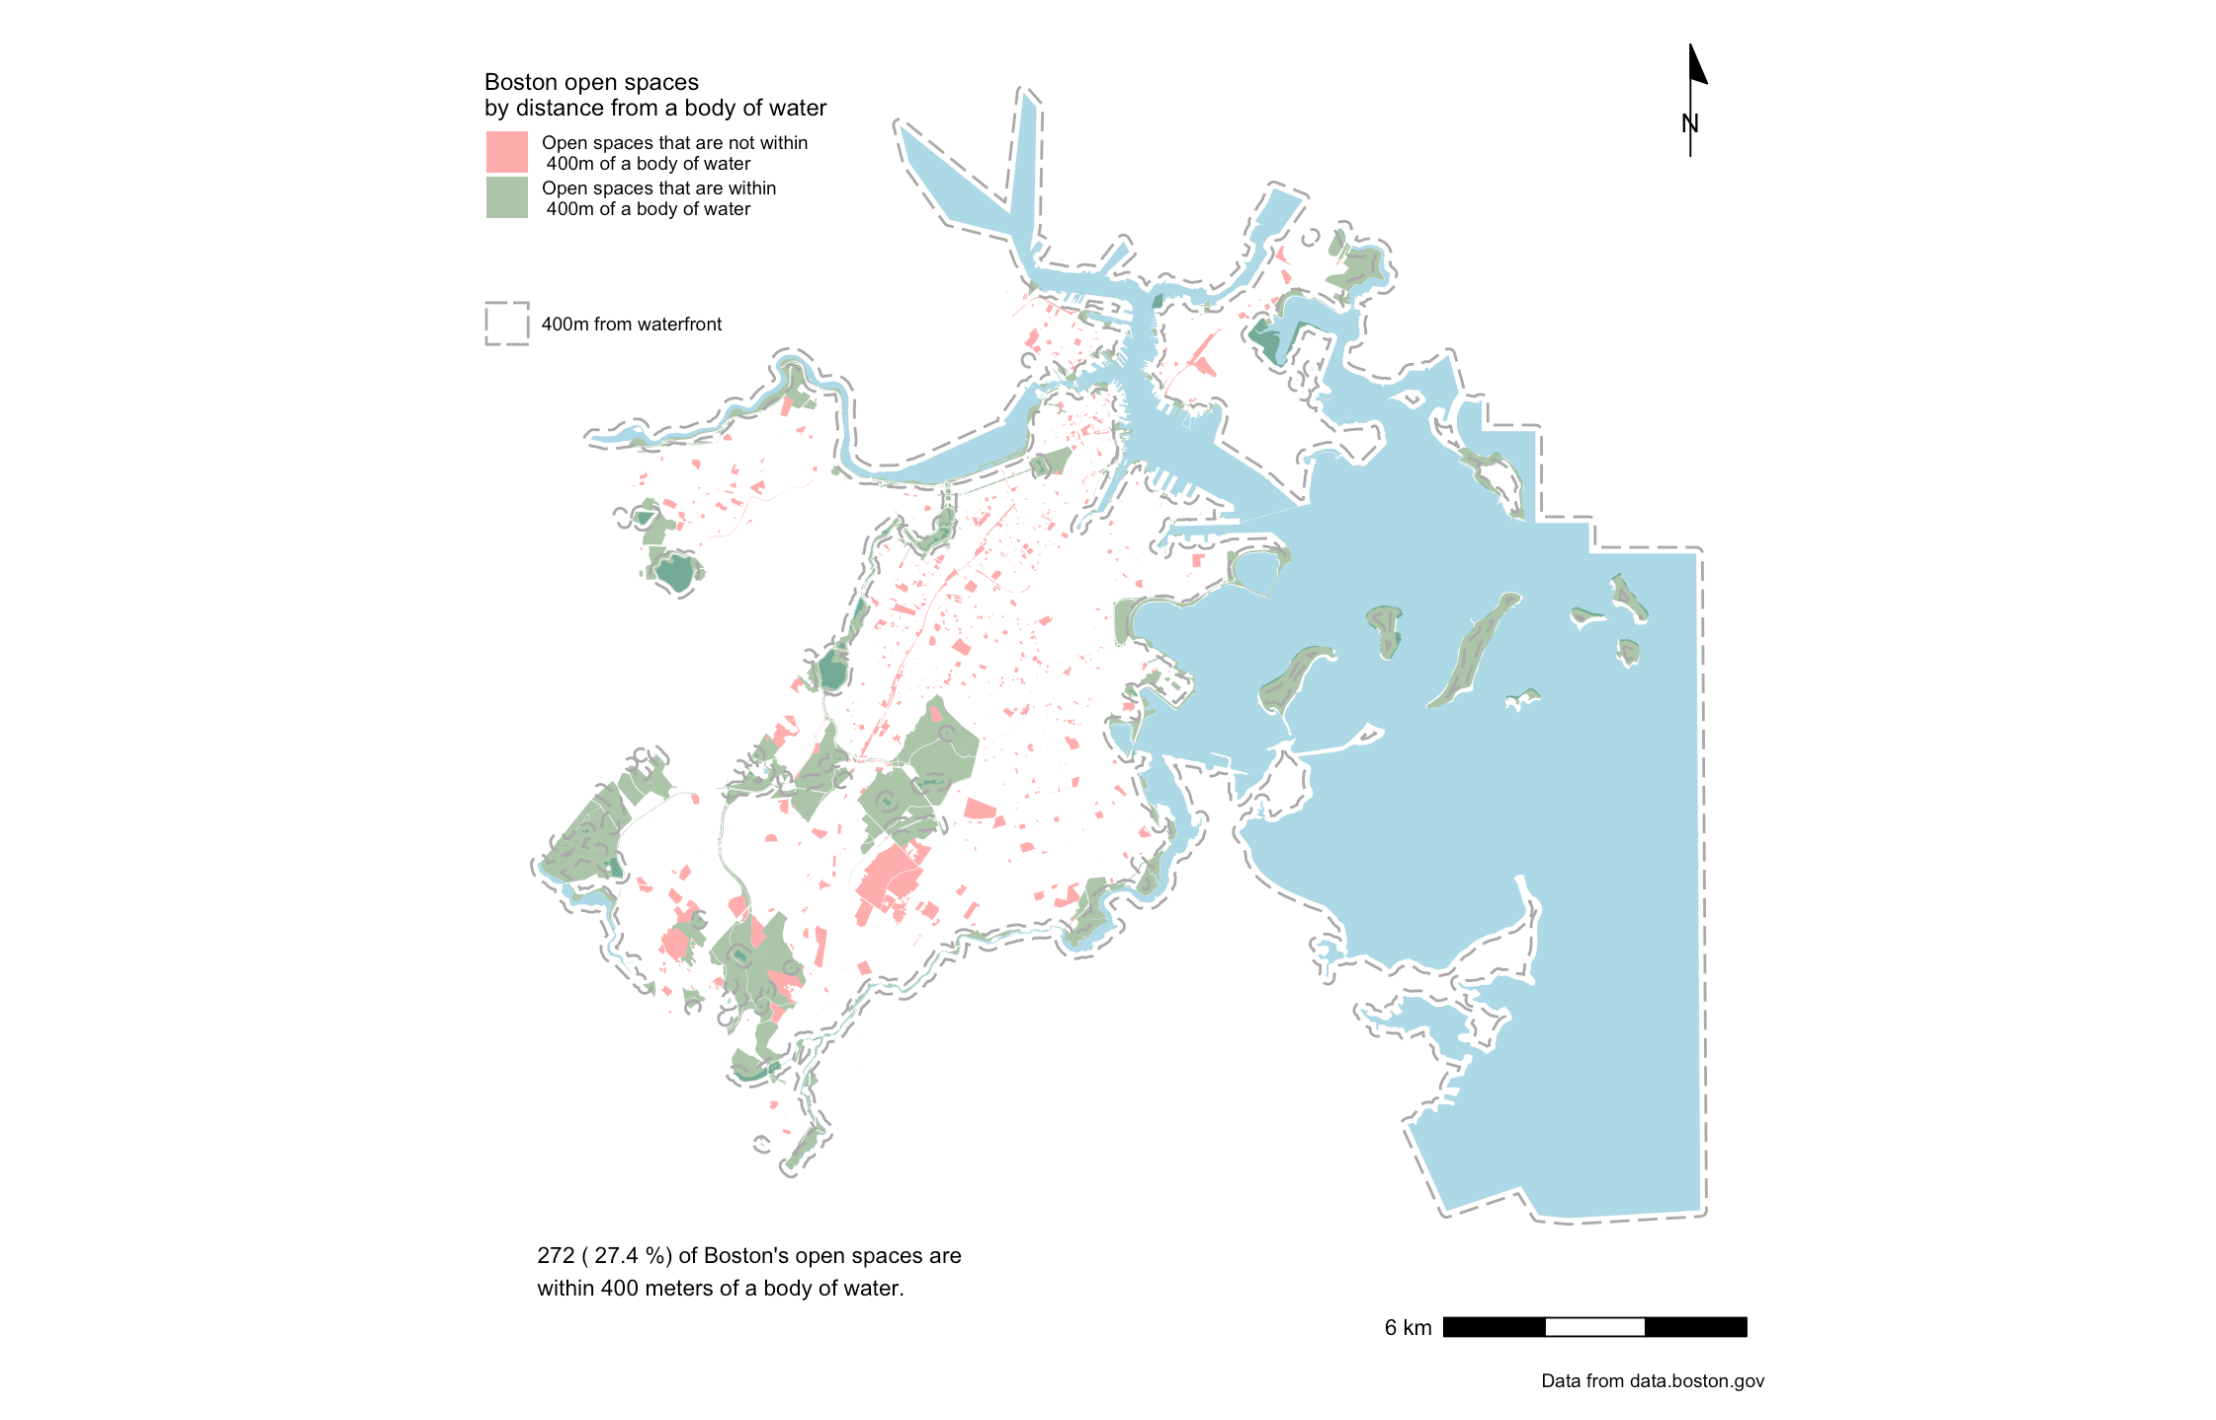 Boston open spaces
by distance from a body of water
Open spaces that are not within
400m of a body of water
Open spaces that are within
400m of a body of water
400m from waterfront
N
272 ( 27.4 %) of Boston's open spaces are
within 400 meters of a body of water.
6 km
Data from data.boston.gov